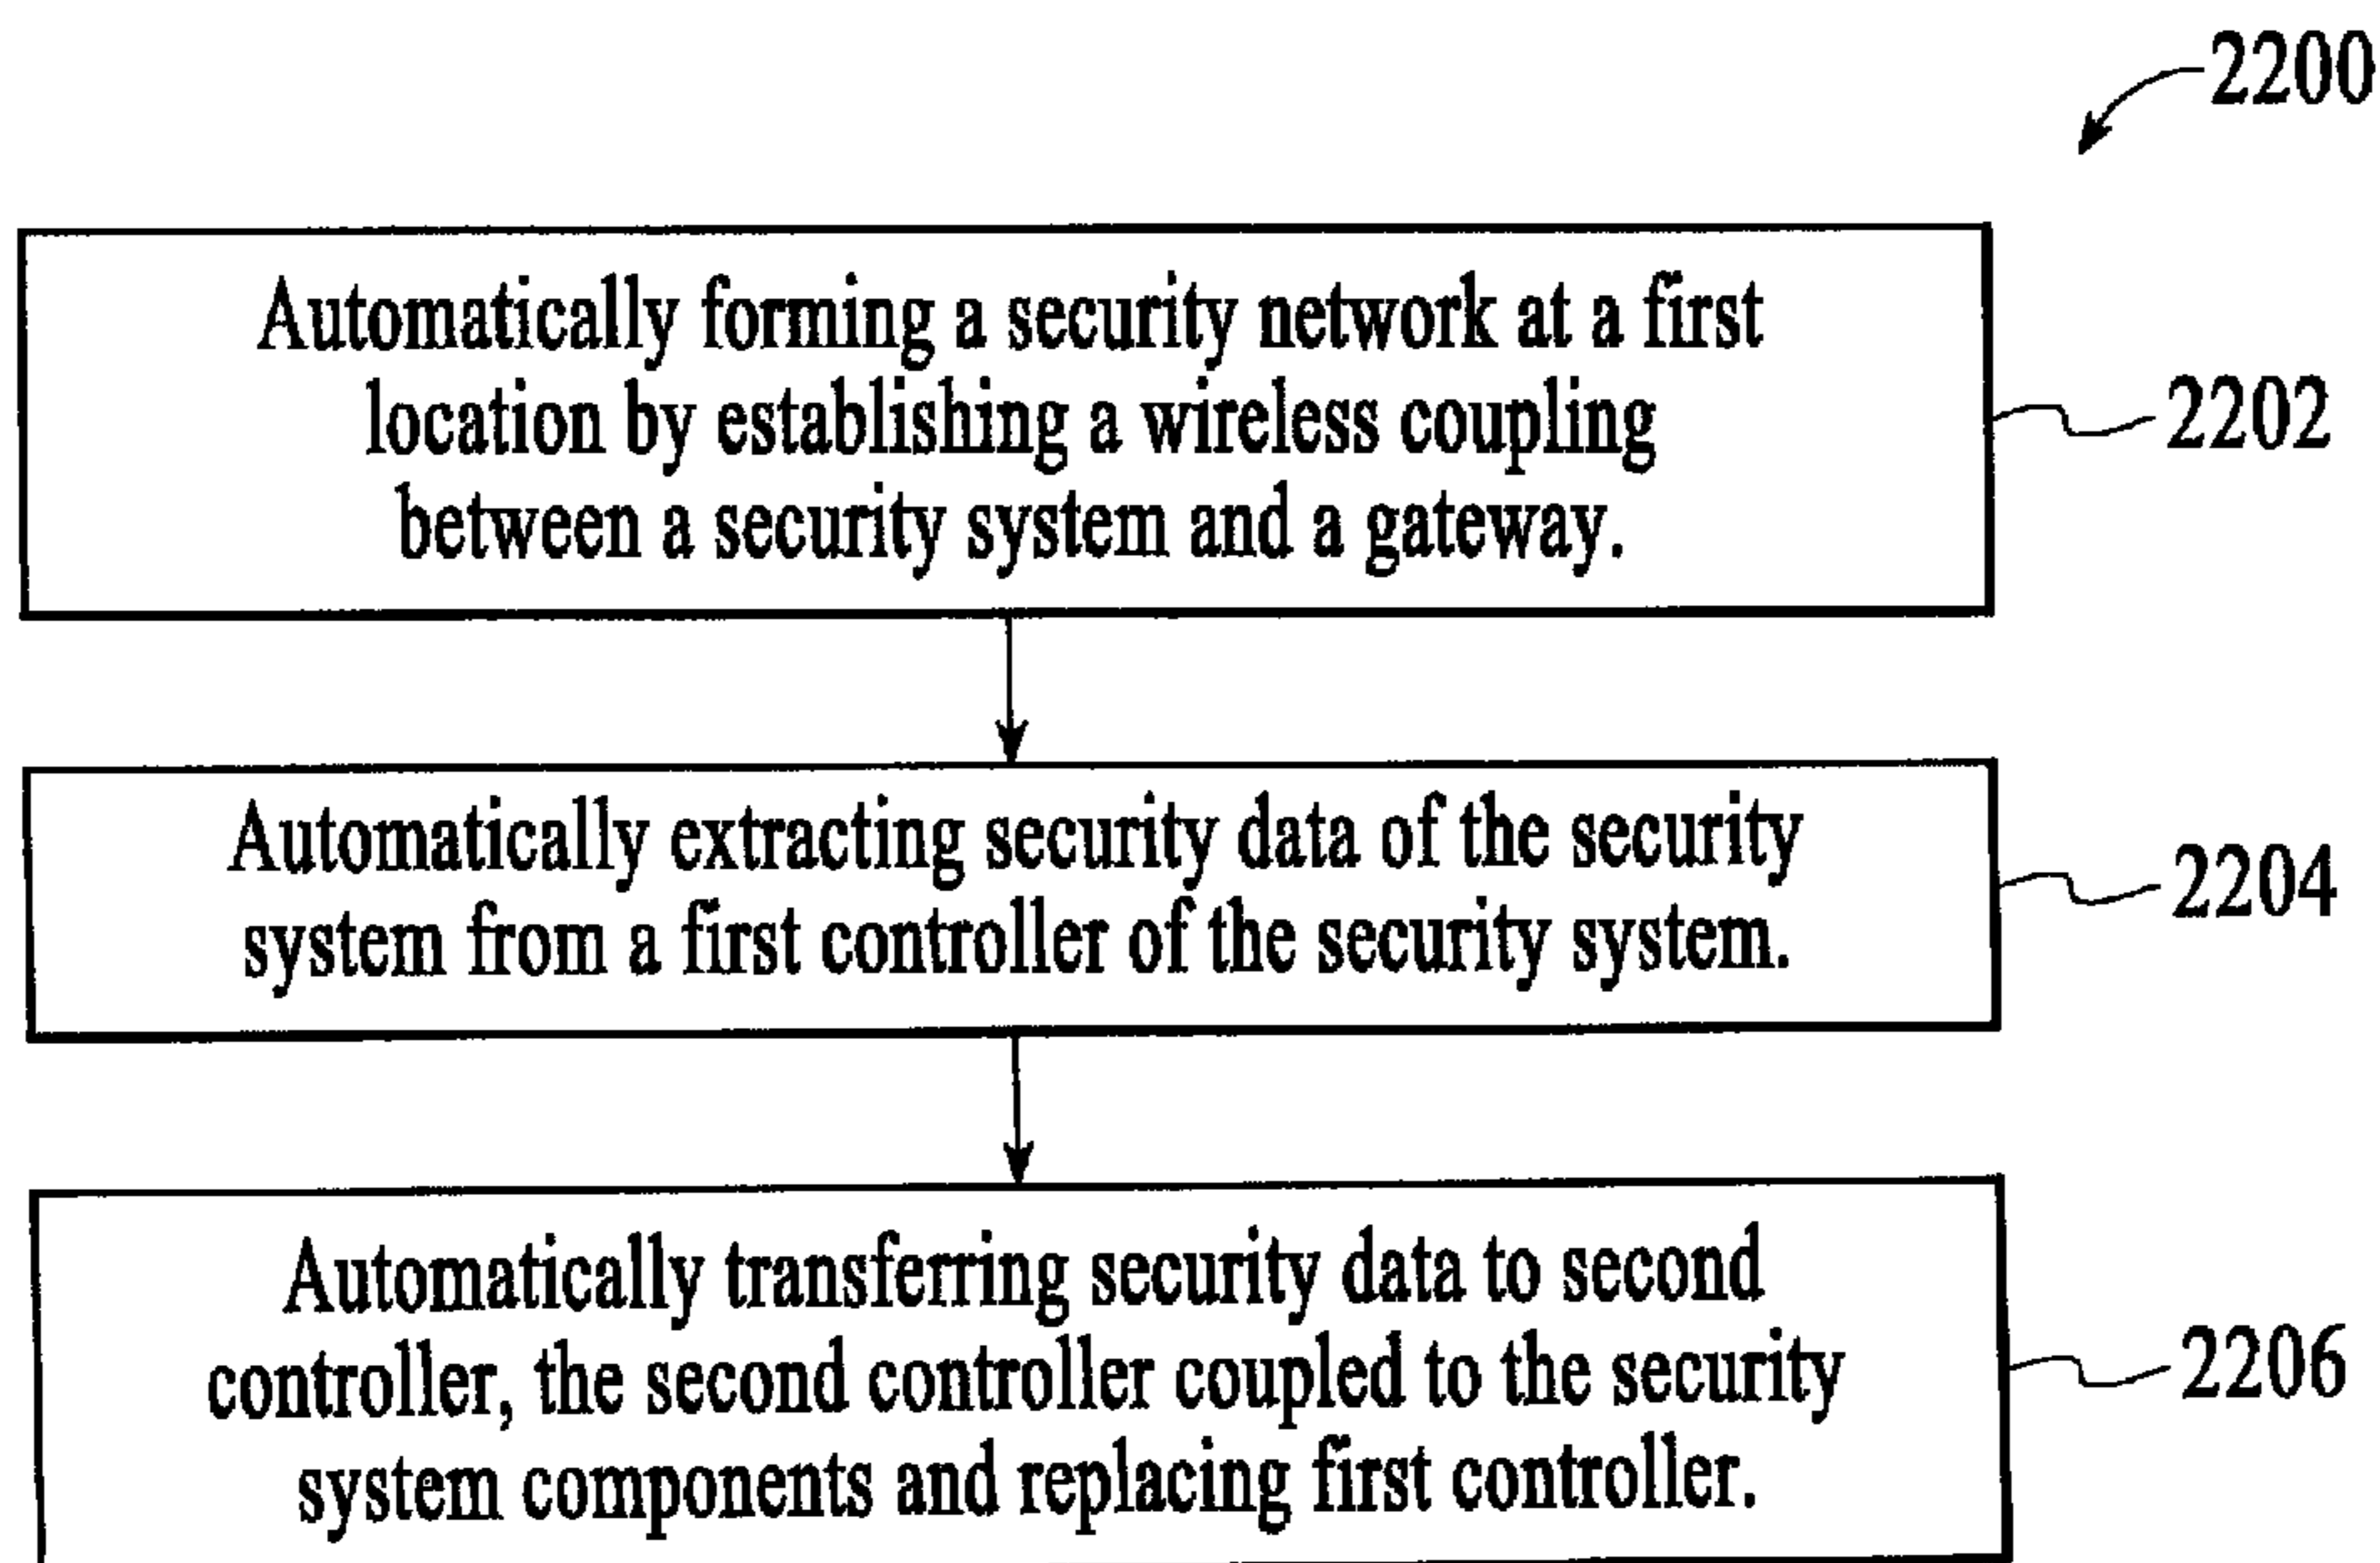 2200
Automatically forming a security network at a first
location by establishing a wireless coupling
between a security system and a gateway.
2202
Automatically extracting security data of the security
system from a first controller of the security system.
2204
Automatically transferring security data to second
controller, the second controller coupled to the security
system components and replacing first controller.
2206